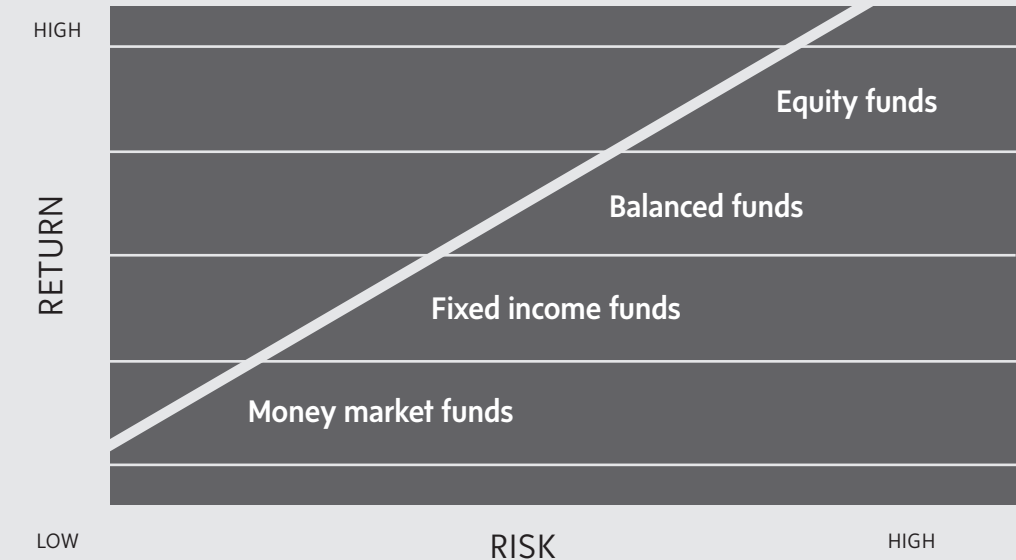 HIGH
Equity funds
Balanced funds
RETURN
Fixed income funds
Money market funds
LOW
RISK
HIGH